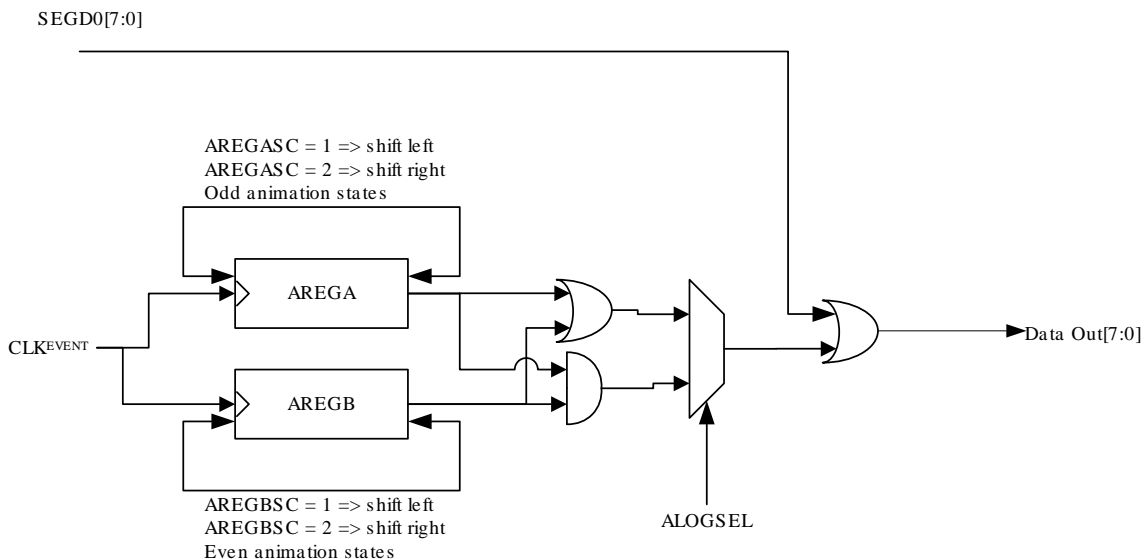 SEGD0[7:0]
AREGASC = 1 => shift left
AREGASC = 2 => shift right
Odd animation states
AREGA
CLKEVENT
AREGB
Data Out[7:0]
AREGBSC = 1 => shift left
AREGBSC = 2 => shift right
Even animation states
ALOGSEL